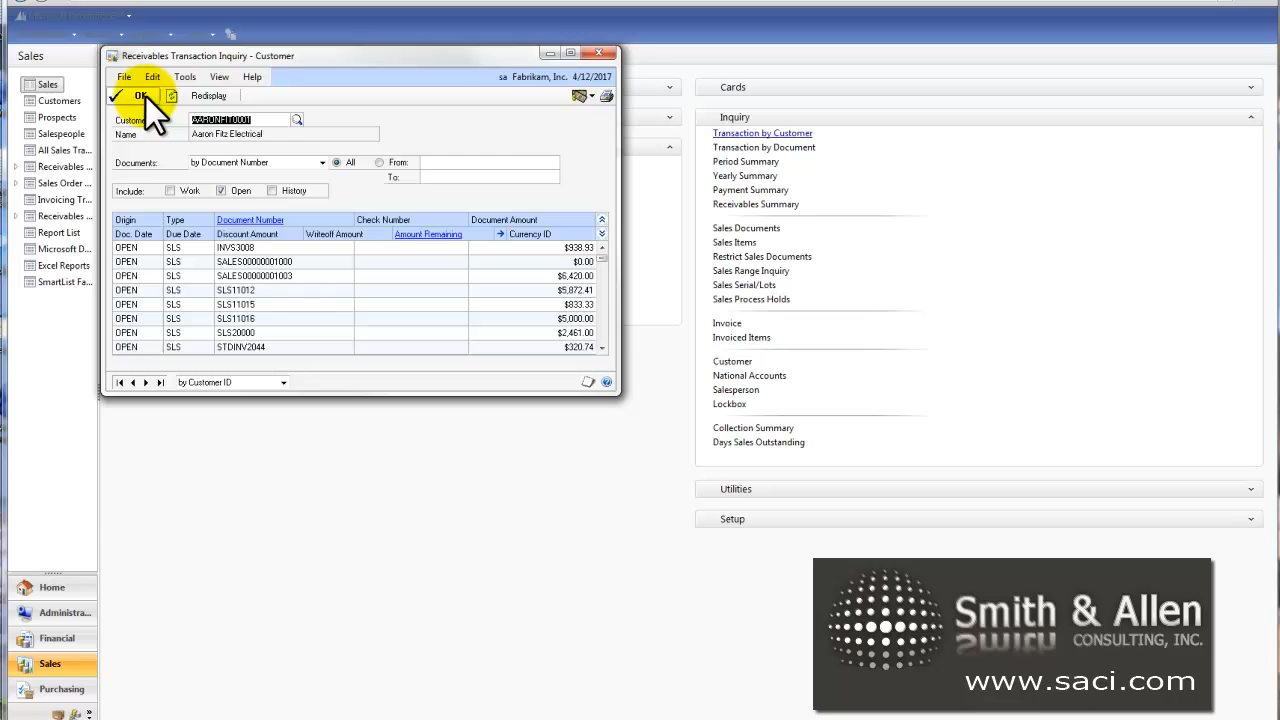 Sales
Sales
Customers
Prospects
Salespeople
All Sales Tra...
Receivables ...
Sales Order ...
Invoicing Tr...
Receivables ...
Report List
Microsoft D...
Excel Reports
SmartList Fa...
Home
Administra...
Financial
Sales
Purchasing
Receivables Transaction Inquiry - Customer
File Edit Tools View Help
sa Fabrikam, Inc. 4/12/2017
OK Redisplay
AARONFIT0001
Name Aaron Fitz Electrical
Documents: by Document Number All From:
To:
Include: Work Open History
Origin Type Document Number Check Number Document Amount
Doc. Date Due Date Discount Amount Writeoff Amount Amount Remaining Currency ID
OPEN SLS INVS3008 $938.93
OPEN SLS SALES00000001000 $0.00
OPEN SLS SALES00000001003 $6,420.00
OPEN SLS SLS11012 $5,872.41
OPEN SLS SLS11015 $833.33
OPEN SLS SLS11016 $5,000.00
OPEN SLS SLS20000 $2,461.00
OPEN SLS STDINV2044 $320.74
by Customer ID
Cards
Inquiry
Transaction by Customer
Transaction by Document
Period Summary
Yearly Summary
Payment Summary
Receivables Summary
Sales Documents
Sales Items
Restrict Sales Documents
Sales Range Inquiry
Sales Serial/Lots
Sales Process Holds
Invoice
Invoiced Items
Customer
National Accounts
Salesperson
Lockbox
Collection Summary
Days Sales Outstanding
Utilities
Setup
Smith & Allen
CONSULTING, INC.
www.saci.com